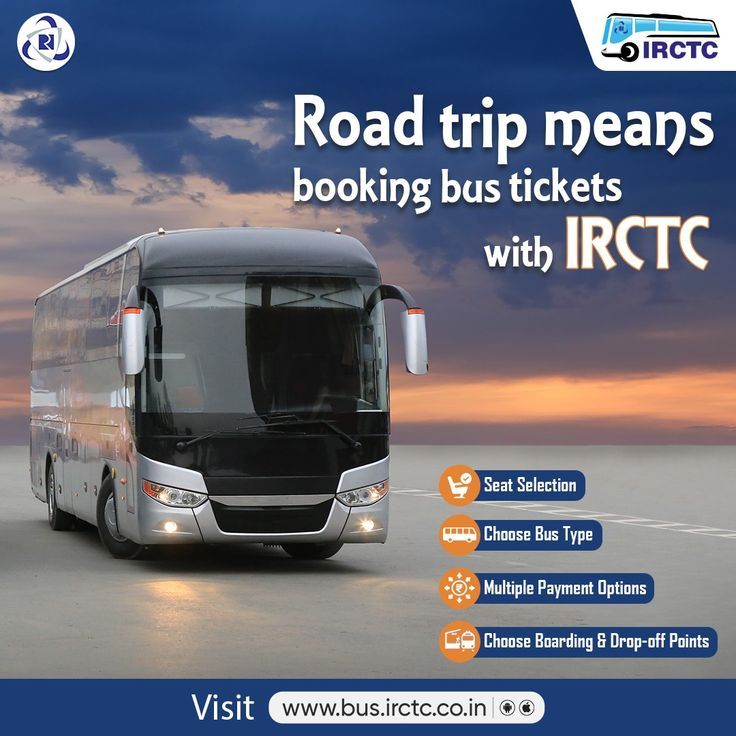 IRCTC
Road trip means
booking bus tickets
with IRCTC
Seat Selection
Choose Bus Type
Multiple Payment Options
Choose Boarding & Drop-off Points
Visit www.bus.irctc.co.in